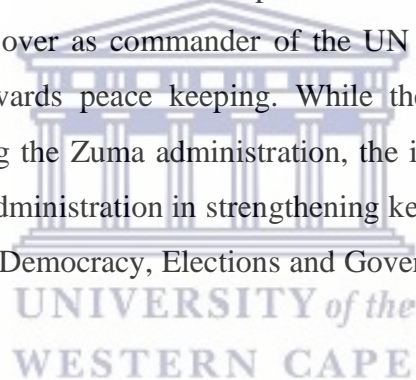 over as commander of the UN
wards peace keeping. While the
g the Zuma administration, the i
dministration in strengthening ke
Democracy, Elections and Gover
UNIVERSITY of the
WESTERN CAPE